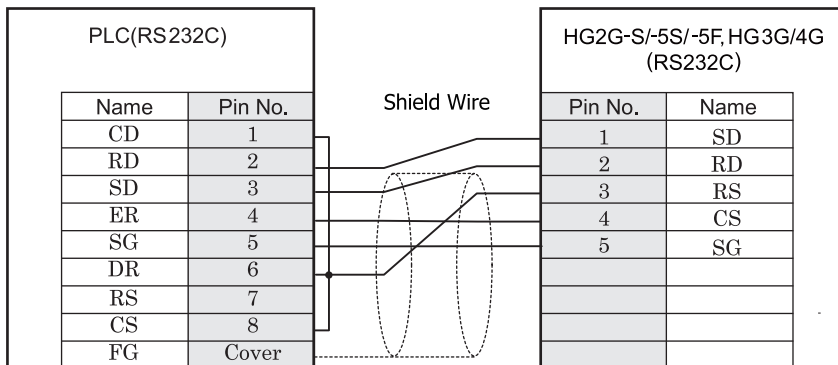 PLC(RS232C)
HG2G-S/-5S/-5F, HG3G/4G
(RS232C)
Shield Wire
Name Pin No.
CD 1
RD 2
SD 3
ER 4
SG 5
DR 6
RS 7
CS 8
FG Cover
Pin No. Name
1 SD
2 RD
3 RS
4 CS
5 SG